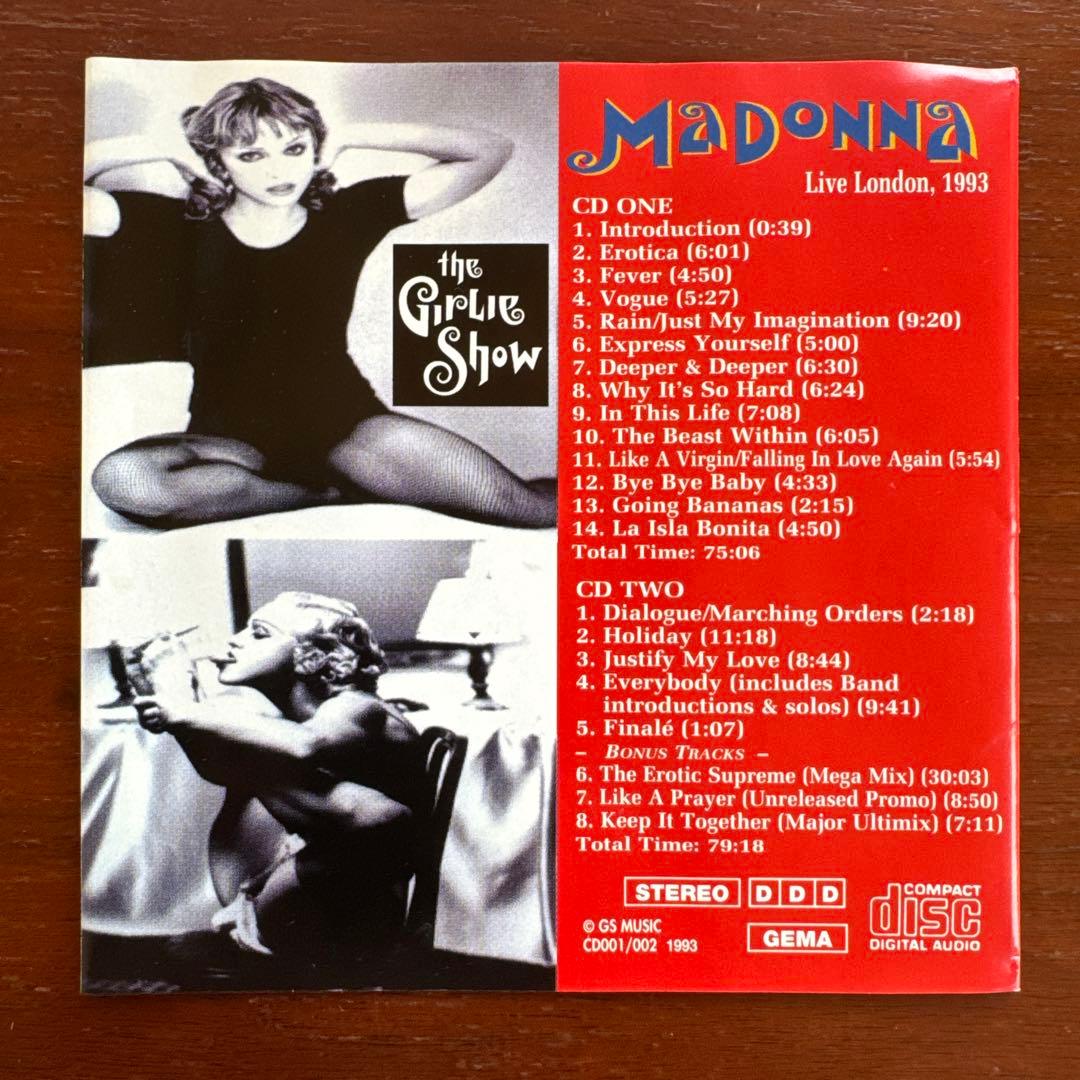 the
Girlie
Show
Madonna
Live London, 1993
CD ONE
1. Introduction (0:39)
2. Erotica (6:01)
3. Fever (4:50)
4. Vogue (5:27)
5. Rain/Just My Imagination (9:20)
6. Express Yourself (5:00)
7. Deeper & Deeper (6:30)
8. Why It's So Hard (6:24)
9. In This Life (7:08)
10. The Beast Within (6:05)
11. Like A Virgin/Falling In Love Again (5:54)
12. Bye Bye Baby (4:33)
13. Going Bananas (2:15)
14. La Isla Bonita (4:50)
Total Time: 75:06
CD TWO
1. Dialogue/Marching Orders (2:18)
2. Holiday (11:18)
3. Justify My Love (8:44)
4. Everybody (includes Band
introductions & solos) (9:41)
5. Finalé (1:07)
– Bonus Tracks –
6. The Erotic Supreme (Mega Mix) (30:03)
7. Like A Prayer (Unreleased Promo) (8:50)
8. Keep It Together (Major Ultimix) (7:11)
Total Time: 79:18
STEREO D D D
© GS MUSIC
CD001/002 1993
GEMA
COMPACT
disc
DIGITAL AUDIO